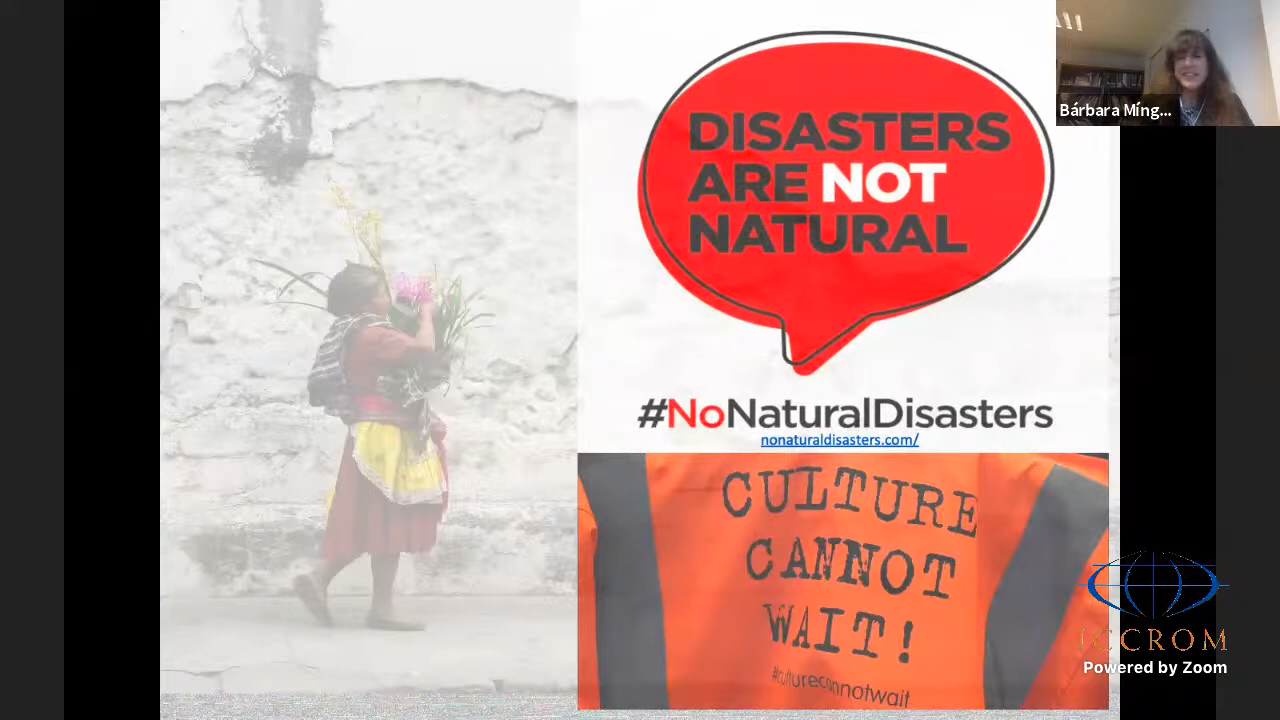 DISASTERS
ARE NOT
NATURAL
Bárbara Míng...
#NoNaturalDisasters
nonaturaldisasters.com/
CULTURE
CANNOT
WAIT!
#culturecannotwait
ICCROM
Powered by Zoom